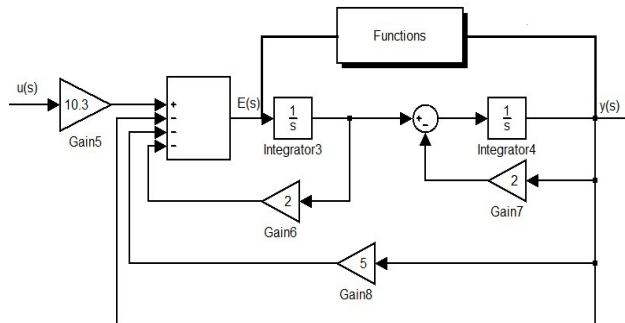 Functions
u(s)
10.3
Gain5
+
−
−
−
E(s)
1
s
Integrator3
+
−
1
s
Integrator4
y(s)
2
Gain6
2
Gain7
5
Gain8